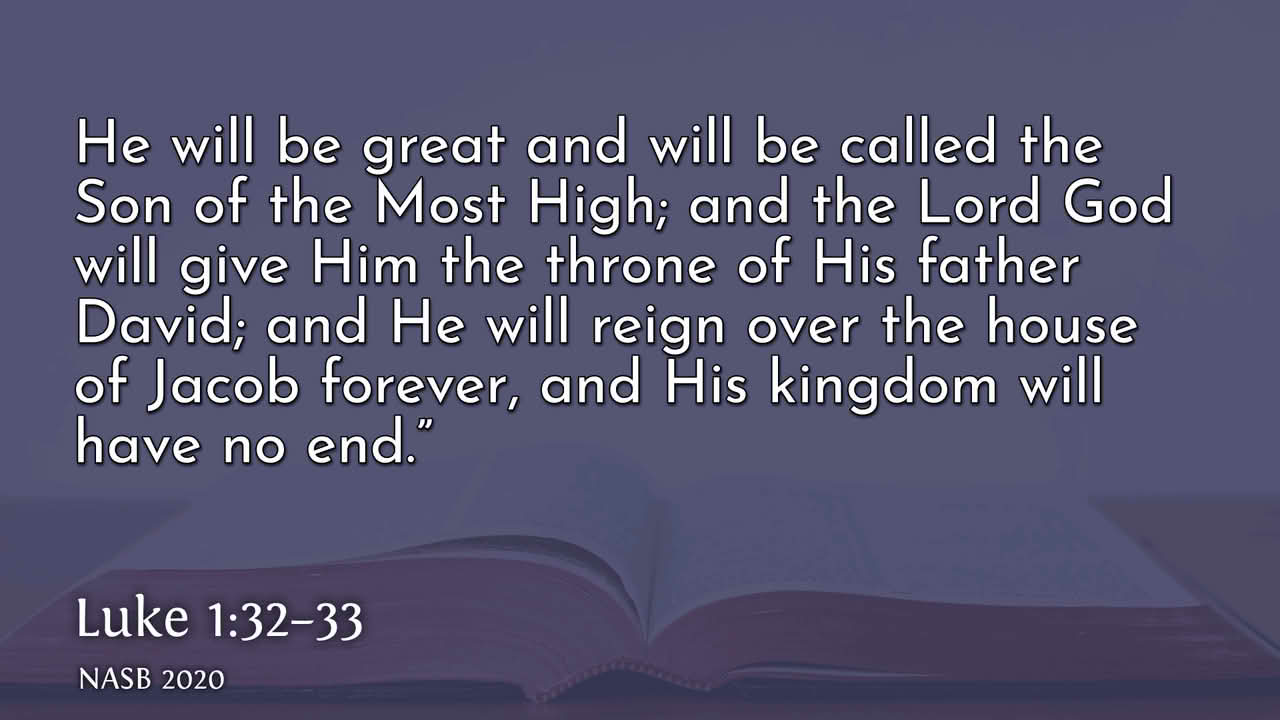 He will be great and will be called the
Son of the Most High; and the Lord God
will give Him the throne of His father
David; and He will reign over the house
of Jacob forever, and His kingdom will
have no end.”
Luke 1:32–33
NASB 2020